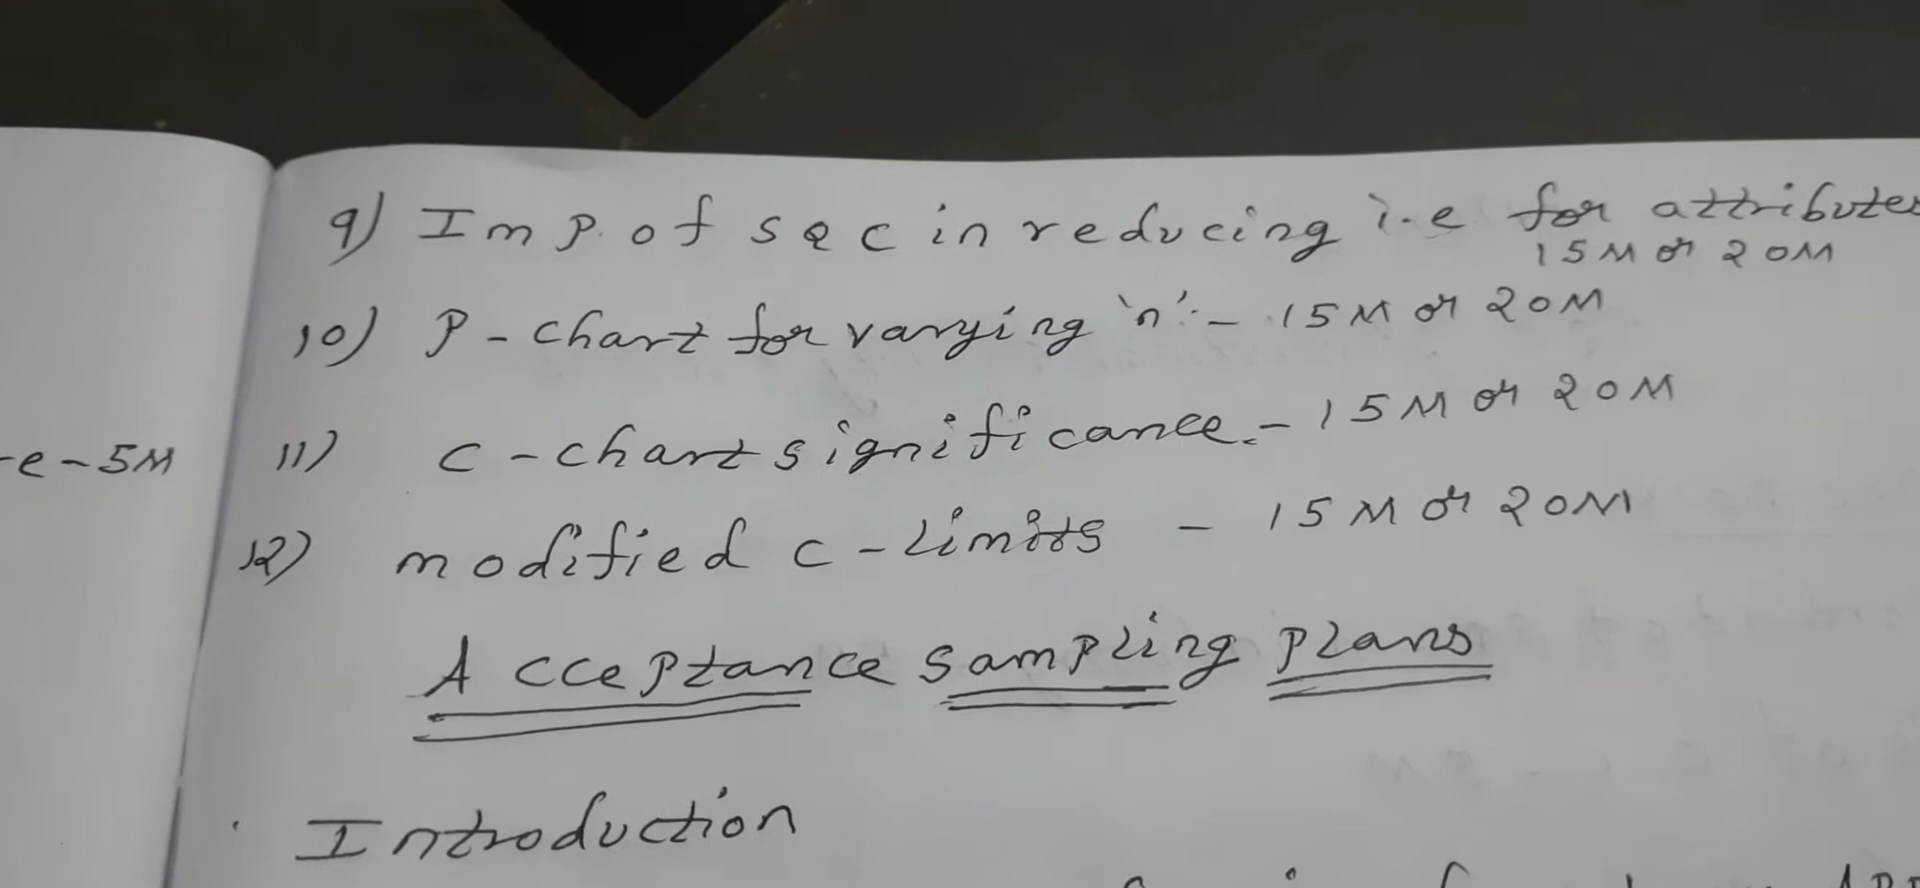 9) Imp. of sqc in reducing i.e for attributes
15M or 20M
10) P - chart for varying 'n' - 15M or 20M
-e - 5M
11) c - chart significance - 15M or 20M
12) modified c - Limits - 15M or 20M
Acceptance sampling plans
Introduction